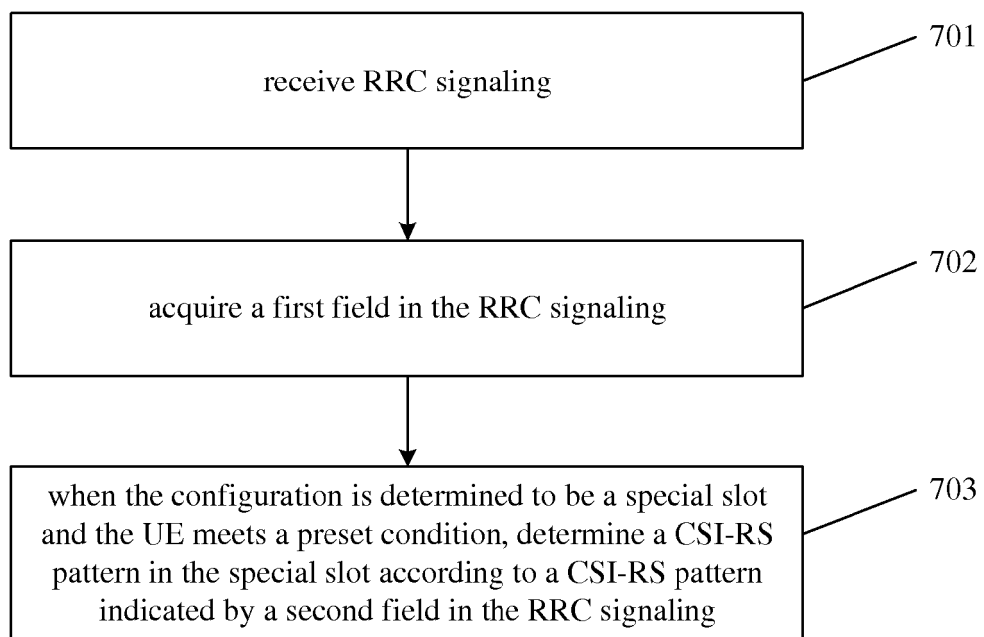 receive RRC signaling
701
acquire a first field in the RRC signaling
702
when the configuration is determined to be a special slot
and the UE meets a preset condition, determine a CSI-RS
pattern in the special slot according to a CSI-RS pattern
indicated by a second field in the RRC signaling
703